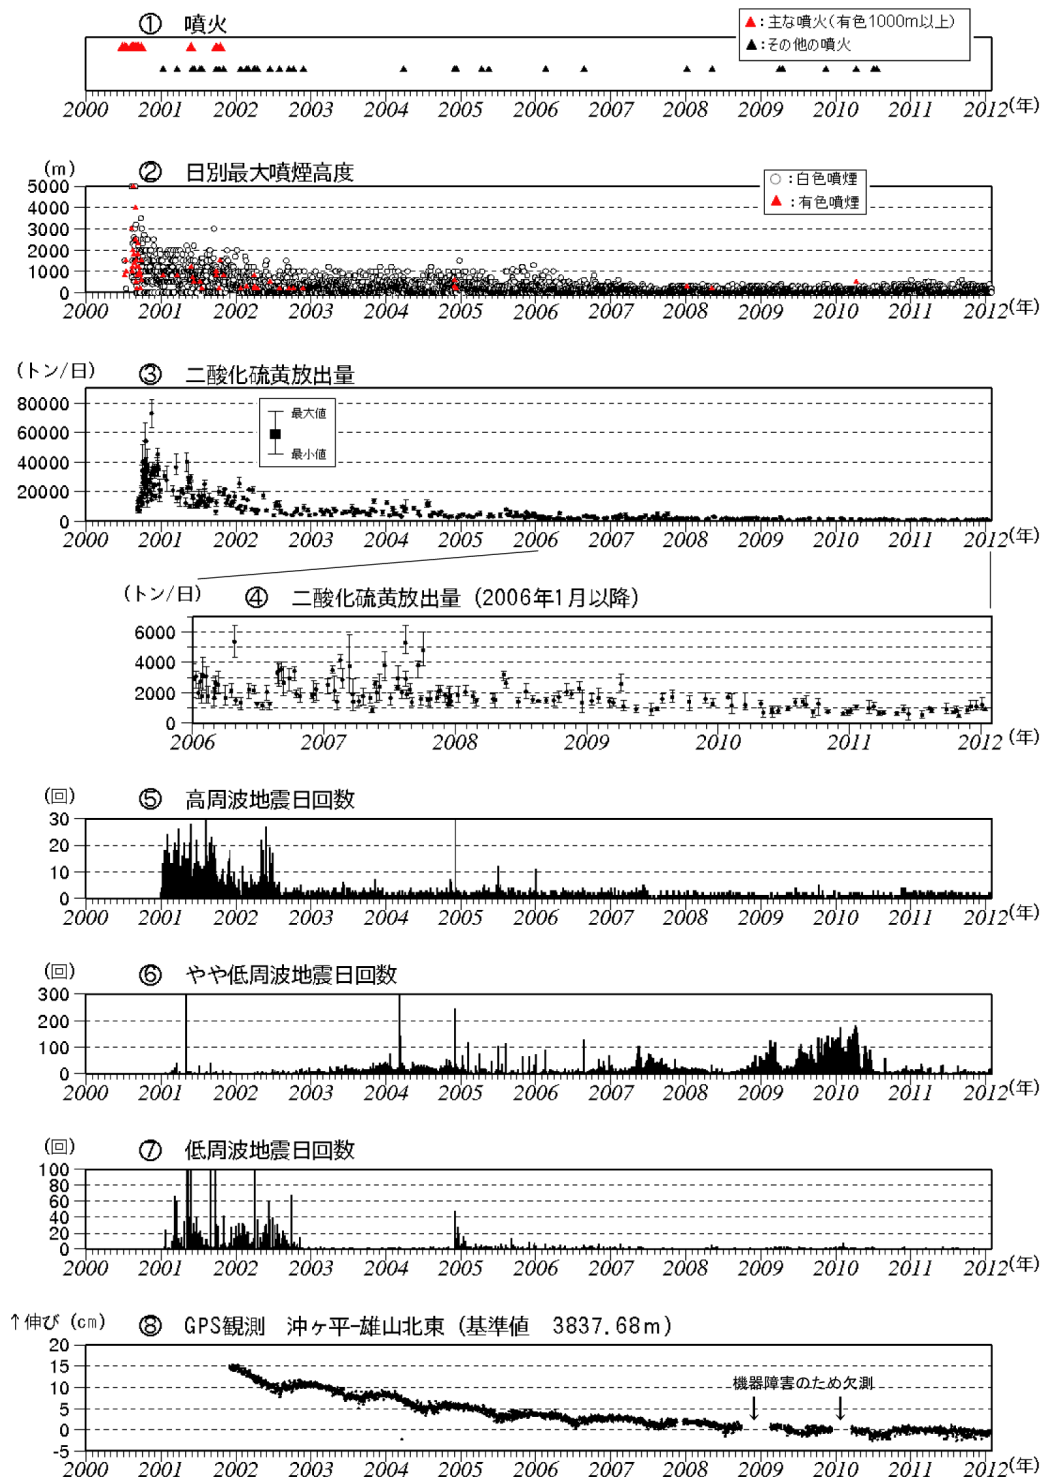 ① 噴火
▲：主な噴火(有色1000m以上)
▲：その他の噴火
2000 2001 2002 2003 2004 2005 2006 2007 2008 2009 2010 2011 2012(年)
(m) ② 日別最大噴煙高度
○：白色噴煙
▲：有色噴煙
5000
4000
3000
2000
1000
0
2000 2001 2002 2003 2004 2005 2006 2007 2008 2009 2010 2011 2012(年)
(トン/日) ③ 二酸化硫黄放出量
最大値
最小値
80000
60000
40000
20000
0
2000 2001 2002 2003 2004 2005 2006 2007 2008 2009 2010 2011 2012(年)
(トン/日) ④ 二酸化硫黄放出量 (2006年1月以降)
6000
4000
2000
0
2006 2007 2008 2009 2010 2011 2012 (年)
(回) ⑤ 高周波地震日回数
30
20
10
0
2000 2001 2002 2003 2004 2005 2006 2007 2008 2009 2010 2011 2012(年)
(回) ⑥ やや低周波地震日回数
300
200
100
0
2000 2001 2002 2003 2004 2005 2006 2007 2008 2009 2010 2011 2012(年)
(回) ⑦ 低周波地震日回数
100
80
60
40
20
0
2000 2001 2002 2003 2004 2005 2006 2007 2008 2009 2010 2011 2012(年)
↑伸び (cm) ⑧ GPS観測 沖ヶ平-雄山北東 (基準値 3837.68m)
20
15
10
5
0
-5
機器障害のため欠測
2000 2001 2002 2003 2004 2005 2006 2007 2008 2009 2010 2011 2012(年)